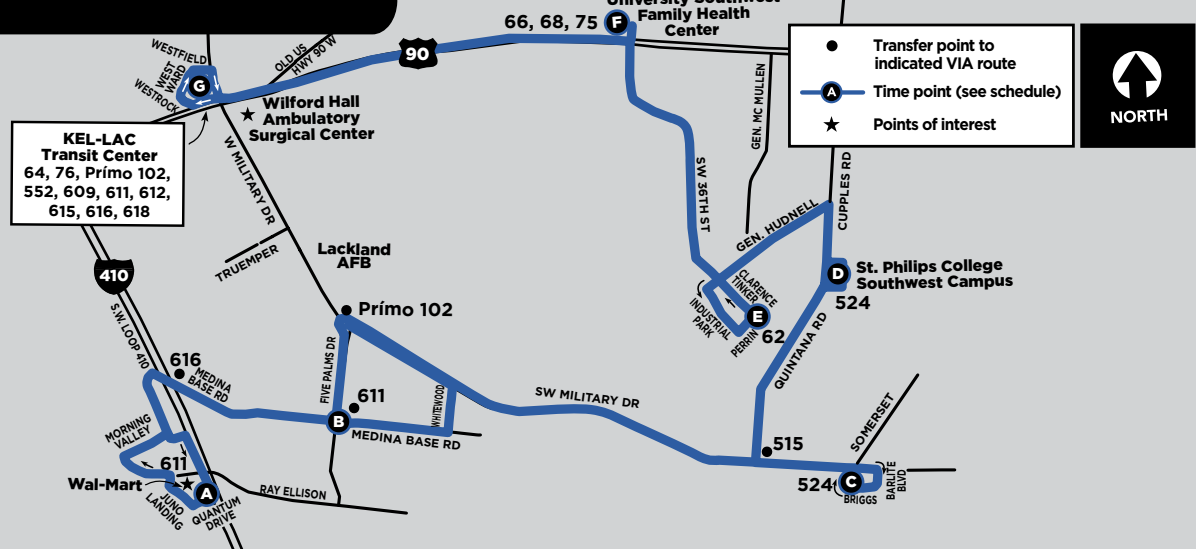 University Southwest
Family Health
Center
66, 68, 75
F
90
OLD US
HWY 90 W
WESTFIELD
WEST
WARD
WESTROCK
G
Wilford Hall
Ambulatory
Surgical Center
Transfer point to
indicated VIA route
A
Time point (see schedule)
Points of interest
NORTH
KEL-LAC
Transit Center
64, 76, Prímo 102,
552, 609, 611, 612,
615, 616, 618
W MILITARY DR
TRUEMPER
Lackland
AFB
GEN. MC MULLEN
SW 36TH ST
GEN. HUDNELL
CUPPLES RD
410
S.W. LOOP 410
D
St. Philips College
Southwest Campus
524
CLARENCE
TINKER
E
62
INDUSTRIAL
PARK
PERRIN
QUINTANA RD
Prímo 102
616
MEDINA
BASE RD
FIVE PALMS DR
611
WHITEWOOD
B
MEDINA BASE RD
SW MILITARY DR
SOMERSET
515
524
C
BRIGGS
BARLITE
BLVD
MORNING
VALLEY
611
Wal-Mart
A
JUNO
LANDING
QUANTUM
DRIVE
RAY ELLISON